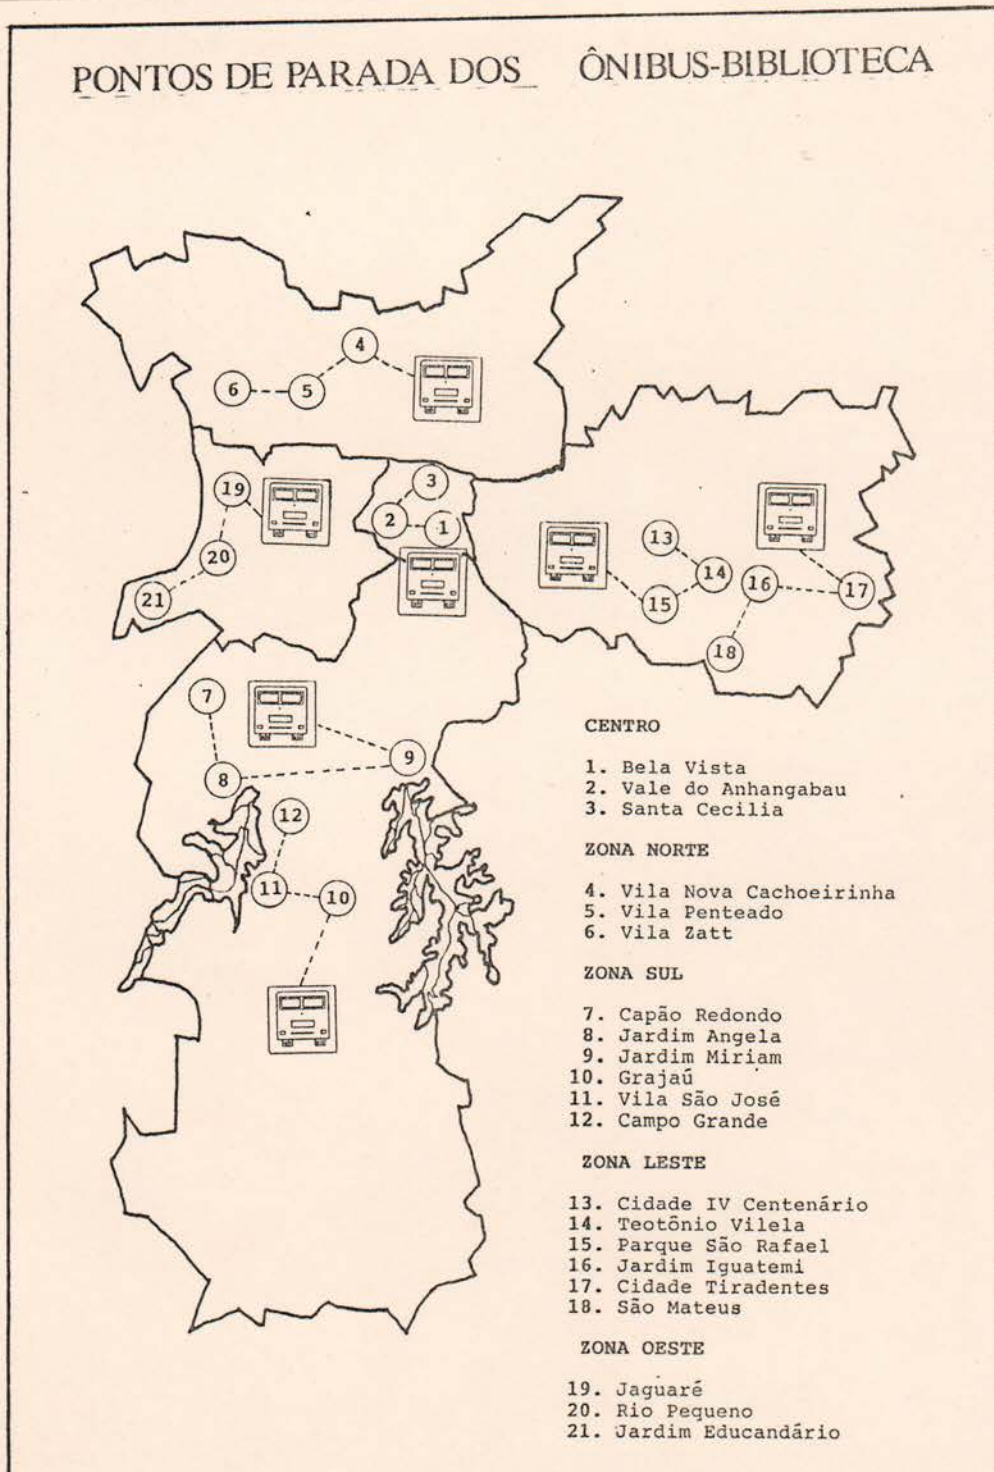 PONTOS DE PARADA DOS ÔNIBUS-BIBLIOTECA
4
6
5
3
19
2
1
13
20
14
16
17
21
15
18
7
9
8
12
11
10
CENTRO
1. Bela Vista
2. Vale do Anhangabau
3. Santa Cecilia
ZONA NORTE
4. Vila Nova Cachoeirinha
5. Vila Penteado
6. Vila Zatt
ZONA SUL
7. Capão Redondo
8. Jardim Angela
9. Jardim Miriam
10. Grajaú
11. Vila São José
12. Campo Grande
ZONA LESTE
13. Cidade IV Centenário
14. Teotônio Vilela
15. Parque São Rafael
16. Jardim Iguatemi
17. Cidade Tiradentes
18. São Mateus
ZONA OESTE
19. Jaguaré
20. Rio Pequeno
21. Jardim Educandário